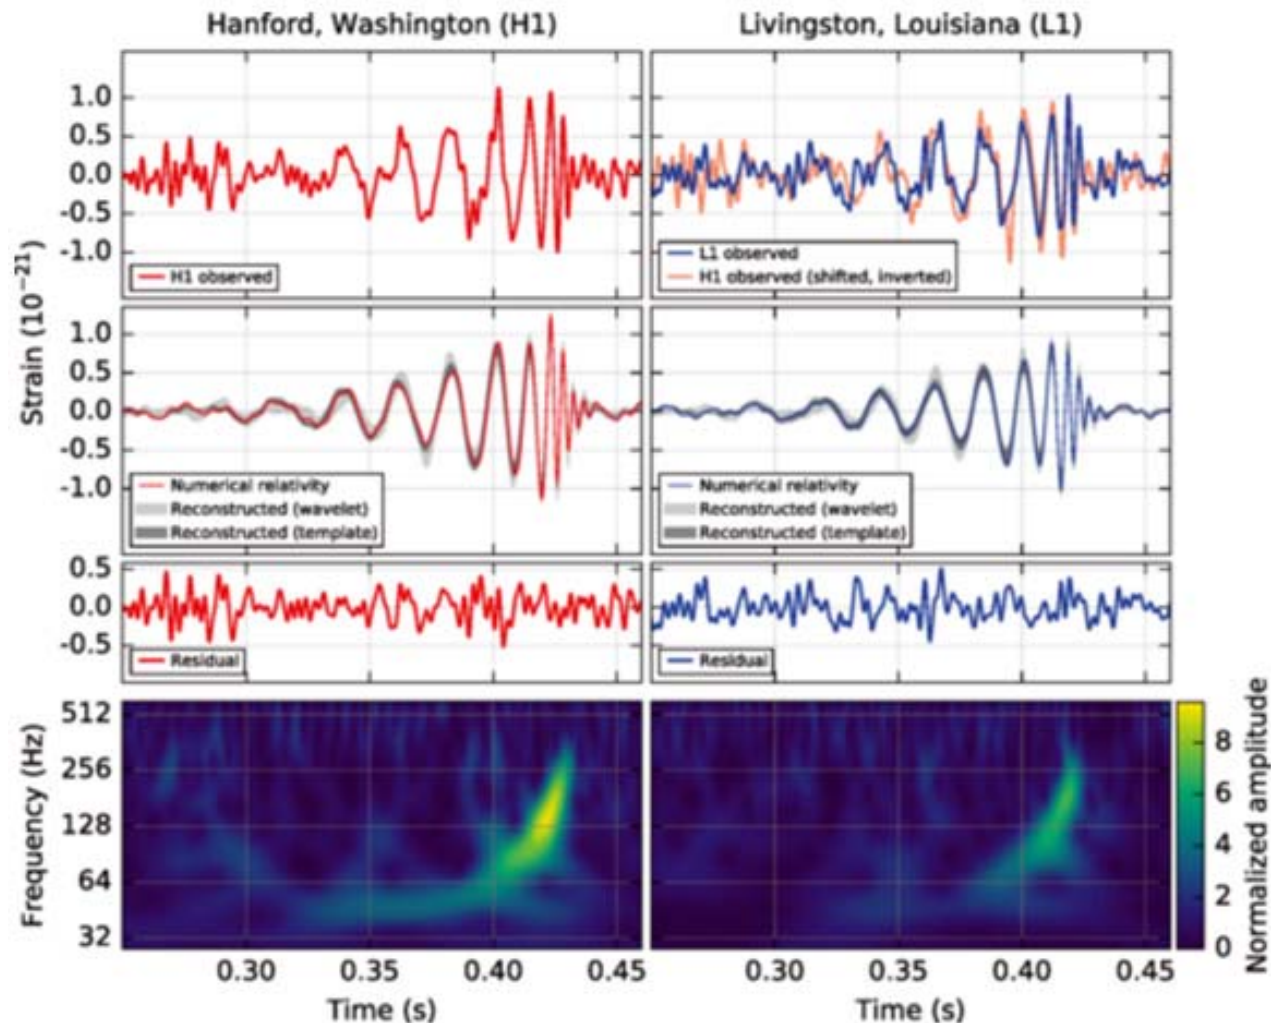 Hanford, Washington (H1)
Livingston, Louisiana (L1)
Strain (10⁻²¹)
1.0
0.5
0.0
-0.5
-1.0
H1 observed
L1 observed
H1 observed (shifted, inverted)
1.0
0.5
0.0
-0.5
-1.0
Numerical relativity
Reconstructed (wavelet)
Reconstructed (template)
Numerical relativity
Reconstructed (wavelet)
Reconstructed (template)
0.5
0.0
-0.5
Residual
Residual
Frequency (Hz)
512
256
128
64
32
Normalized amplitude
8
6
4
2
0
0.30 0.35 0.40 0.45
0.30 0.35 0.40 0.45
Time (s)
Time (s)